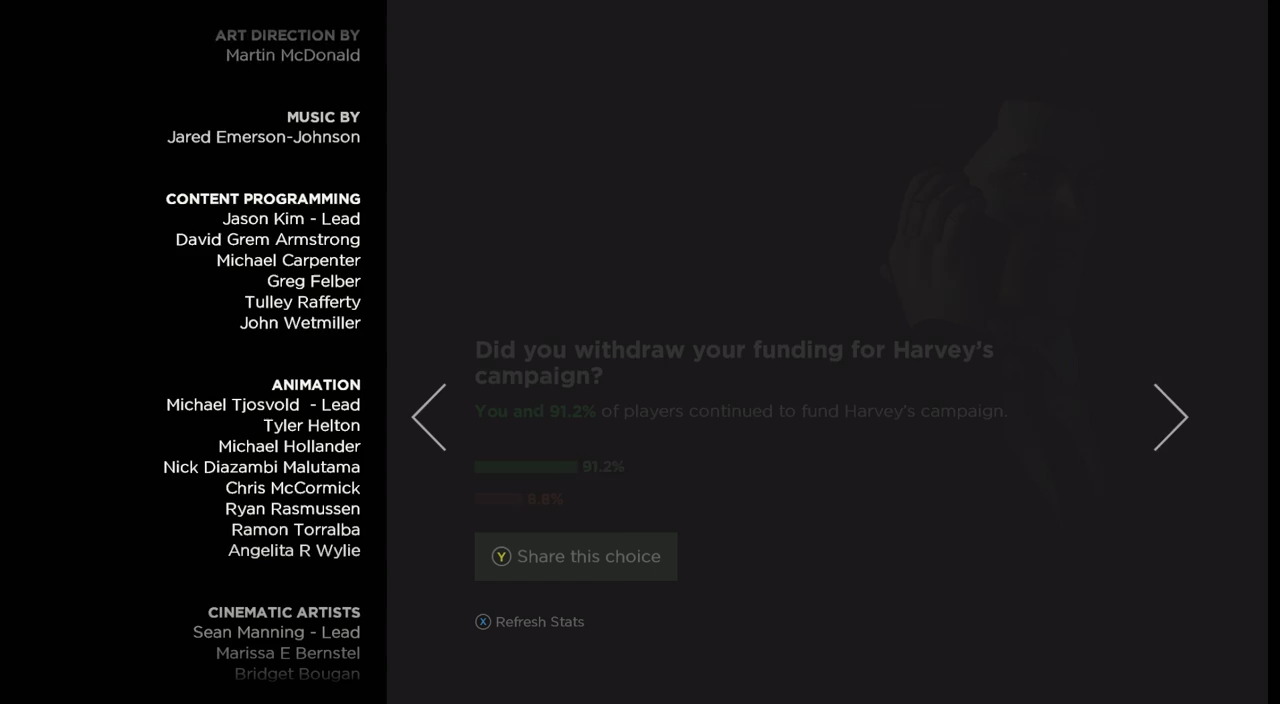 ART DIRECTION BY
Martin McDonald
MUSIC BY
Jared Emerson-Johnson
CONTENT PROGRAMMING
Jason Kim - Lead
David Grem Armstrong
Michael Carpenter
Greg Felber
Tulley Rafferty
John Wetmiller
ANIMATION
Michael Tjosvold - Lead
Tyler Helton
Michael Hollander
Nick Diazambi Malutama
Chris McCormick
Ryan Rasmussen
Ramon Torralba
Angelita R Wylie
CINEMATIC ARTISTS
Sean Manning - Lead
Marissa E Bernstel
Bridget Bougan
Did you withdraw your funding for Harvey's
campaign?
You and 91.2% of players continued to fund Harvey's campaign.
91.2%
8.8%
Y Share this choice
X Refresh Stats